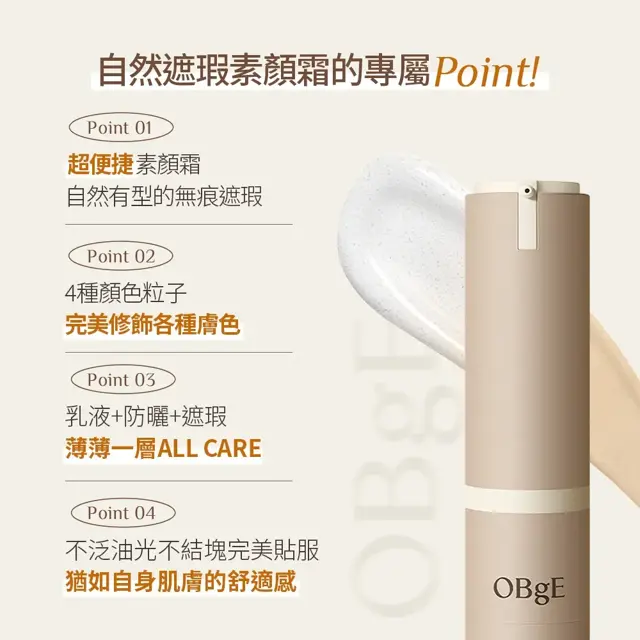 自然遮瑕素顏霜的專屬Point!
Point 01
超便捷素顏霜
自然有型的無痕遮瑕
Point 02
4種顏色粒子
完美修飾各種膚色
Point 03
乳液+防曬+遮瑕
薄薄一層ALL CARE
Point 04
不泛油光不結塊完美貼服
猶如自身肌膚的舒適感
OBgE
OBgE